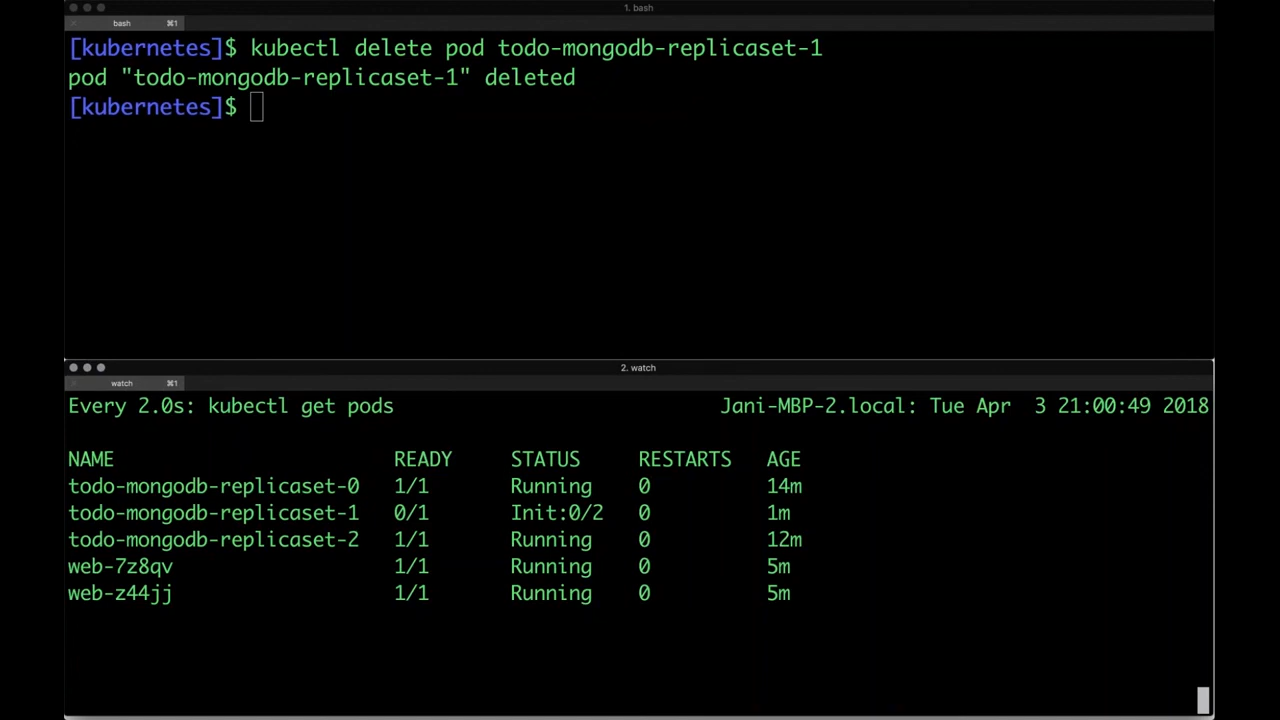 1. bash
bash ⌘1
[kubernetes]$ kubectl delete pod todo-mongodb-replicaset-1
pod "todo-mongodb-replicaset-1" deleted
[kubernetes]$
2. watch
watch ⌘1
Every 2.0s: kubectl get pods Jani-MBP-2.local: Tue Apr 3 21:00:49 2018
NAME READY STATUS RESTARTS AGE
todo-mongodb-replicaset-0 1/1 Running 0 14m
todo-mongodb-replicaset-1 0/1 Init:0/2 0 1m
todo-mongodb-replicaset-2 1/1 Running 0 12m
web-7z8qv 1/1 Running 0 5m
web-z44jj 1/1 Running 0 5m